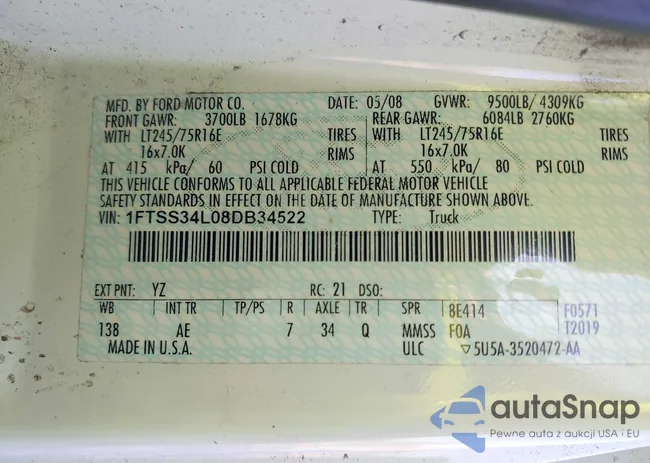 MFD. BY FORD MOTOR CO. DATE: 05/08 GVWR: 9500LB/ 4309KG
FRONT GAWR: 3700LB 1678KG REAR GAWR: 6084LB 2760KG
WITH LT245/75R16E TIRES WITH LT245/75R16E TIRES
16x7.0K RIMS 16x7.0K RIMS
AT 415 kPa/ 60 PSI COLD AT 550 kPa/ 80 PSI COLD
THIS VEHICLE CONFORMS TO ALL APPLICABLE FEDERAL MOTOR VEHICLE
SAFETY STANDARDS IN EFFECT ON THE DATE OF MANUFACTURE SHOWN ABOVE.
VIN: 1FTSS34L08DB34522 TYPE: Truck
EXT PNT: YZ RC: 21 DSO:
WB INT TR TP/PS R AXLE TR SPR 8E414 F0571
138 AE 7 34 Q MMSS F0A T2019
MADE IN U.S.A. ULC ▽5U5A-3520472-AA
autaSnap
Pewne auta z aukcji USA i EU